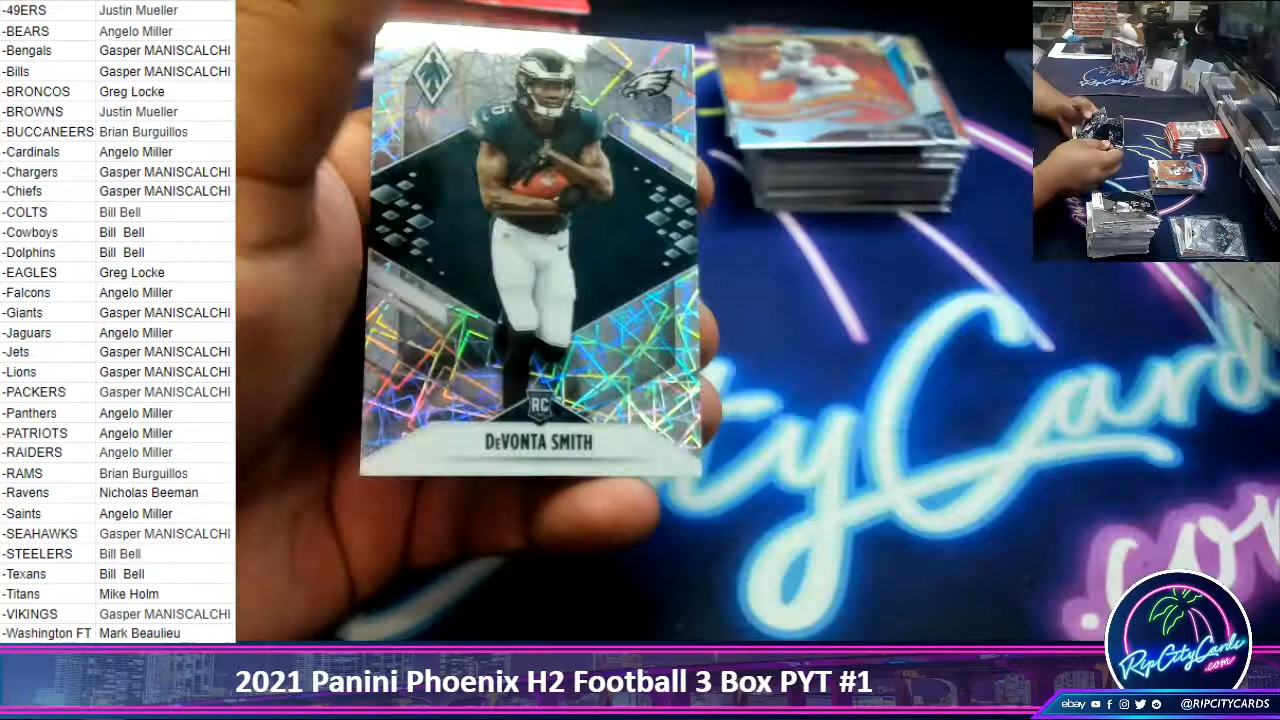 -49ERS Justin Mueller
-BEARS Angelo Miller
-Bengals Gasper MANISCALCHI
-Bills Gasper MANISCALCHI
-BRONCOS Greg Locke
-BROWNS Justin Mueller
-BUCCANEERS Brian Burguillos
-Cardinals Angelo Miller
-Chargers Gasper MANISCALCHI
-Chiefs Gasper MANISCALCHI
-COLTS Bill Bell
-Cowboys Bill Bell
-Dolphins Bill Bell
-EAGLES Greg Locke
-Falcons Angelo Miller
-Giants Gasper MANISCALCHI
-Jaguars Angelo Miller
-Jets Gasper MANISCALCHI
-Lions Gasper MANISCALCHI
-PACKERS Gasper MANISCALCHI
-Panthers Angelo Miller
-PATRIOTS Angelo Miller
-RAIDERS Angelo Miller
-RAMS Brian Burguillos
-Ravens Nicholas Beeman
-Saints Angelo Miller
-SEAHAWKS Gasper MANISCALCHI
-STEELERS Bill Bell
-Texans Bill Bell
-Titans Mike Holm
-VIKINGS Gasper MANISCALCHI
-Washington FT Mark Beaulieu
RC
DeVONTA SMITH
ityCard
.com
2021 Panini Phoenix H2 Football 3 Box PYT #1
RipCityCards
.com
ebay @RIPCITYCARDS